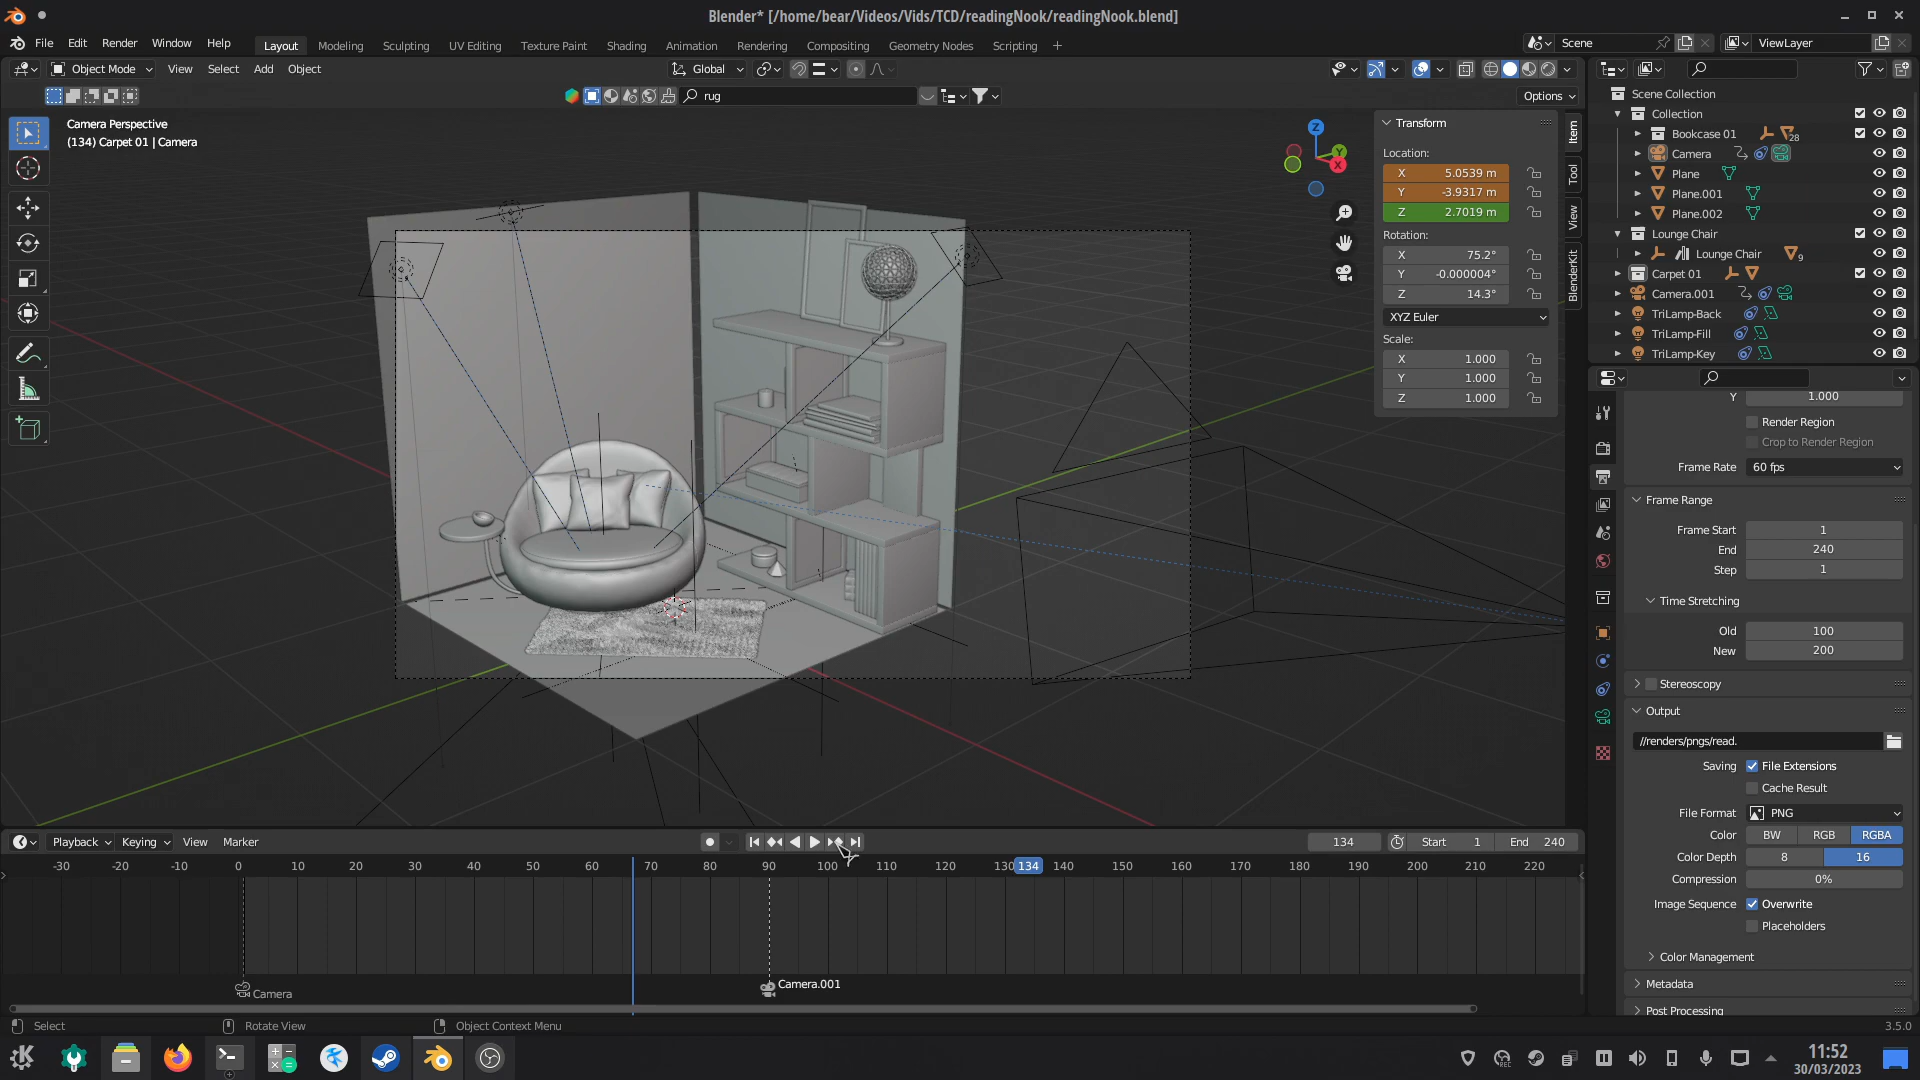 Blender* [/home/bear/Videos/Vids/TCD/readingNook/readingNook.blend]
File Edit Render Window Help Layout Modeling Sculpting UV Editing Texture Paint Shading Animation Rendering Compositing Geometry Nodes Scripting + Scene ViewLayer
Object Mode View Select Add Object Global
rug Options
Camera Perspective
(134) Carpet 01 | Camera
Z
Y
X
Transform
Location:
X 5.0539 m
Y -3.9317 m
Z 2.7019 m
Rotation:
X 75.2°
Y -0.000004°
Z 14.3°
XYZ Euler
Scale:
X 1.000
Y 1.000
Z 1.000
Item
Tool
View
BlenderKit
Scene Collection
Collection
Bookcase 01 28
Camera
Plane
Plane.001
Plane.002
Lounge Chair
Lounge Chair 9
Carpet 01
Camera.001
TriLamp-Back
TriLamp-Fill
TriLamp-Key
Y 1.000
Render Region
Crop to Render Region
Frame Rate 60 fps
Frame Range
Frame Start 1
End 240
Step 1
Time Stretching
Old 100
New 200
Stereoscopy
Output
//renders/pngs/read.
Saving File Extensions
Cache Result
File Format PNG
Color BW RGB RGBA
Color Depth 8 16
Compression 0%
Image Sequence Overwrite
Placeholders
Color Management
Metadata
Post Processing
Playback Keying View Marker 134 Start 1 End 240
-30 -20 -10 0 10 20 30 40 50 60 70 80 90 100 110 120 130 134 140 150 160 170 180 190 200 210 220
Camera
Camera.001
Select Rotate View Object Context Menu 3.5.0
REC
11:52
30/03/2023